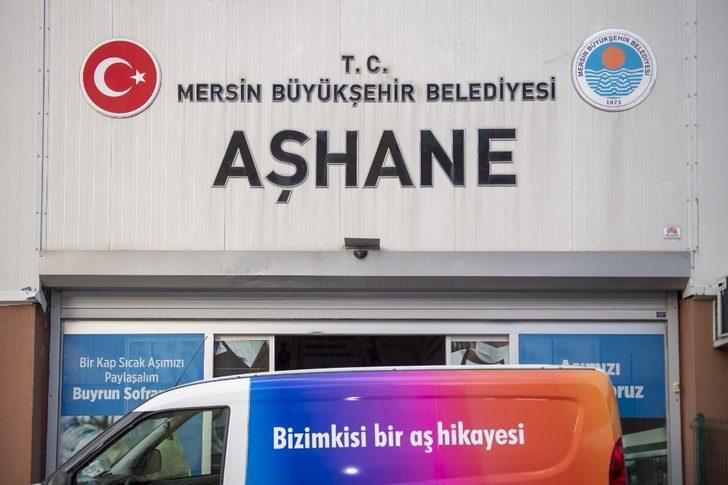 T. C.
MERSİN BÜYÜKŞEHİR BELEDİYESİ
AŞHANE
MERSİN BÜYÜKŞEHİR BELEDİYESİ
1873
Bir Kap Sıcak Aşımızı
Paylaşalım
Buyrun
Aşımızı
Bizimkisi bir aş hikayesi